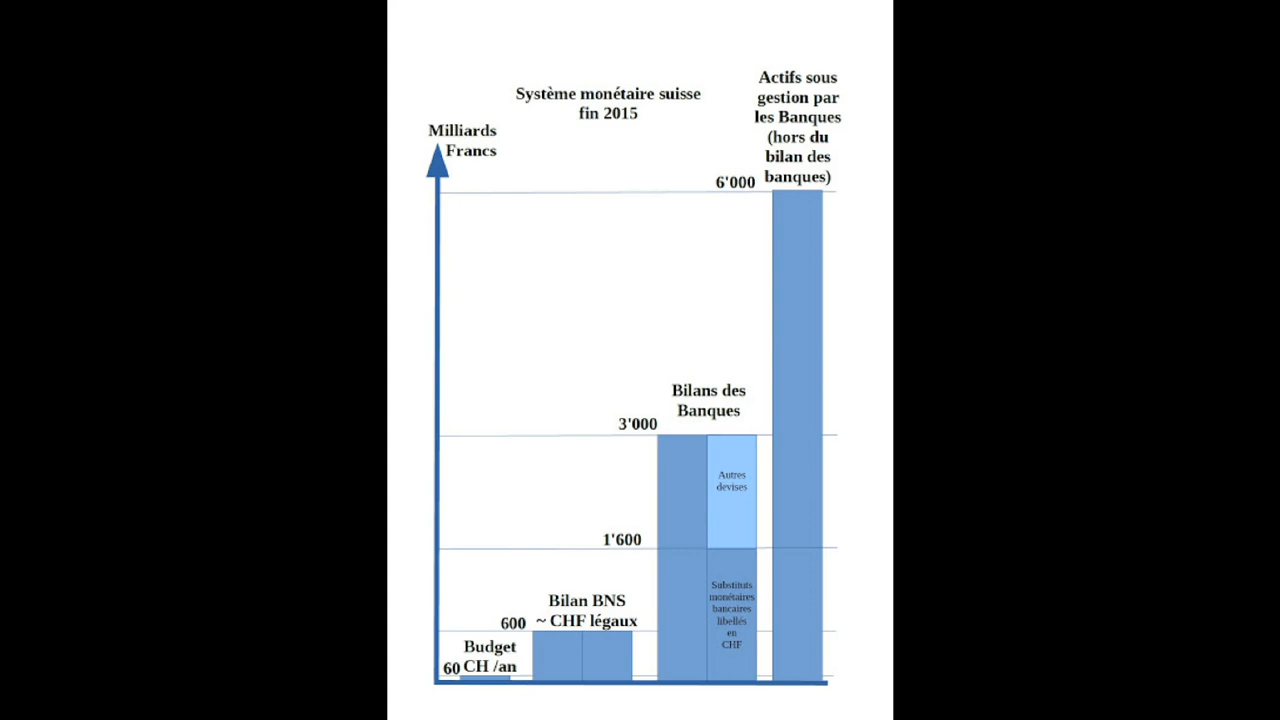 Système monétaire suisse
fin 2015
Milliards
Francs
Actifs sous
gestion par
les Banques
(hors du
bilan des
banques)
6'000
Bilans des
Banques
3'000
Autres
devises
1'600
Substituts
monétaires
bancaires
libellés
en
CHF
Bilan BNS
~ CHF légaux
600
Budget
CH /an
60